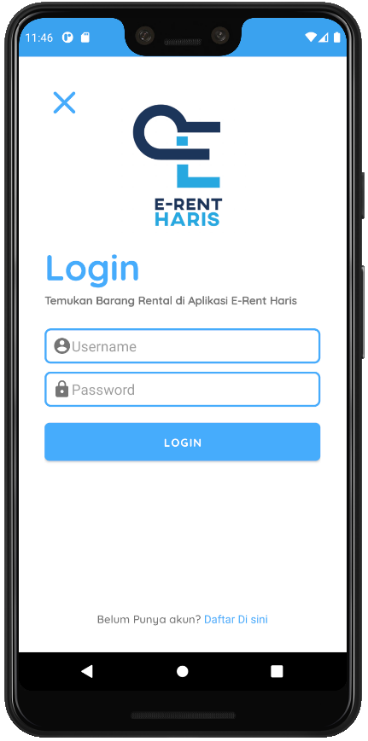 11:46
E-RENT
HARIS
Login
Temukan Barang Rental di Aplikasi E-Rent Haris
Username
Password
LOGIN
Belum Punya akun? Daftar Di sini